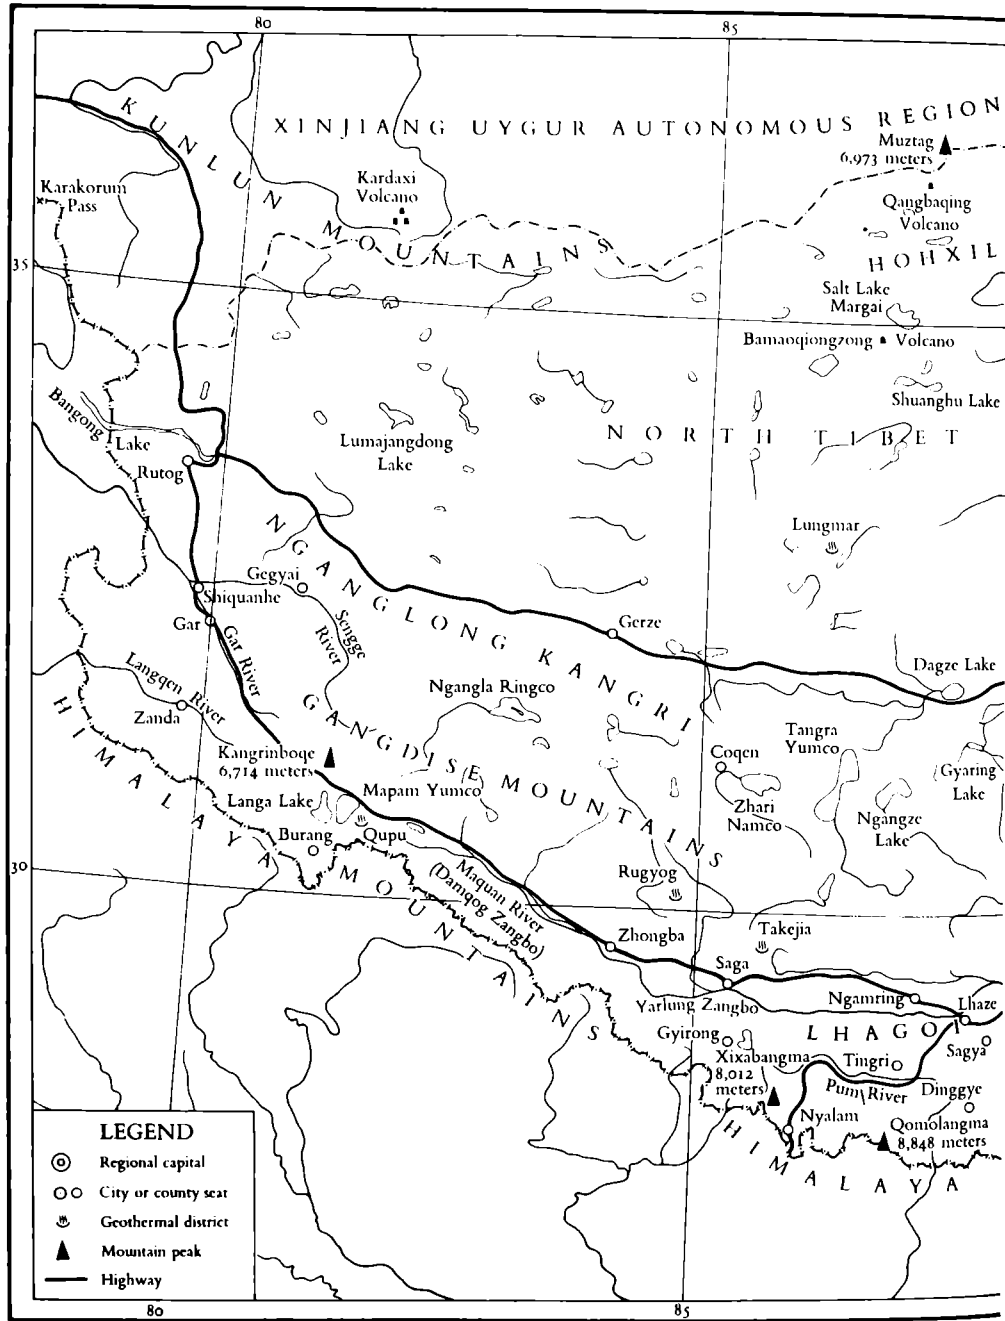 80
85
KUNLUN MOUNTAINS
XINJIANG UYGUR AUTONOMOUS REGION
Muztag
6,973 meters
Karakorum
Pass
Kardaxi
Volcano
Qangbaqing
Volcano
35
HOHXIL
Salt Lake
Margai
Bamaoqiongzong
Volcano
Shuanghu Lake
Bangong
Lake
Lumajangdong
Lake
NORTH TIBET
Rutog
Lungmar
NGANGLONG KANGRI
Gegyai
Shiquanhe
Sengge
River
Gar
Gar River
Gerze
Langqen
River
Zanda
Dagze Lake
Ngangla Ringco
GANGDISE MOUNTAINS
Tangra
Yumco
Kangrinboqe
6,714 meters
Coqen
Gyaring
Lake
Langa Lake
Mapam Yumco
Zhari
Namco
Ngangze
Lake
Burang
Qupu
HIMALAYA MOUNTAINS
30
Maquan River
(Damqog Zangbo)
Rugyog
Zhongba
Takejia
Saga
Yarlung Zangbo
Ngamring
Lhaze
Gyirong
LHAGOI
Sagya
Xixabangma
8,012
meters
Tingri
Pum River
Dinggye
Nyalam
Qomolangma
8,848 meters
HIMALAYA
LEGEND
Regional capital
City or county seat
Geothermal district
Mountain peak
Highway
80
85